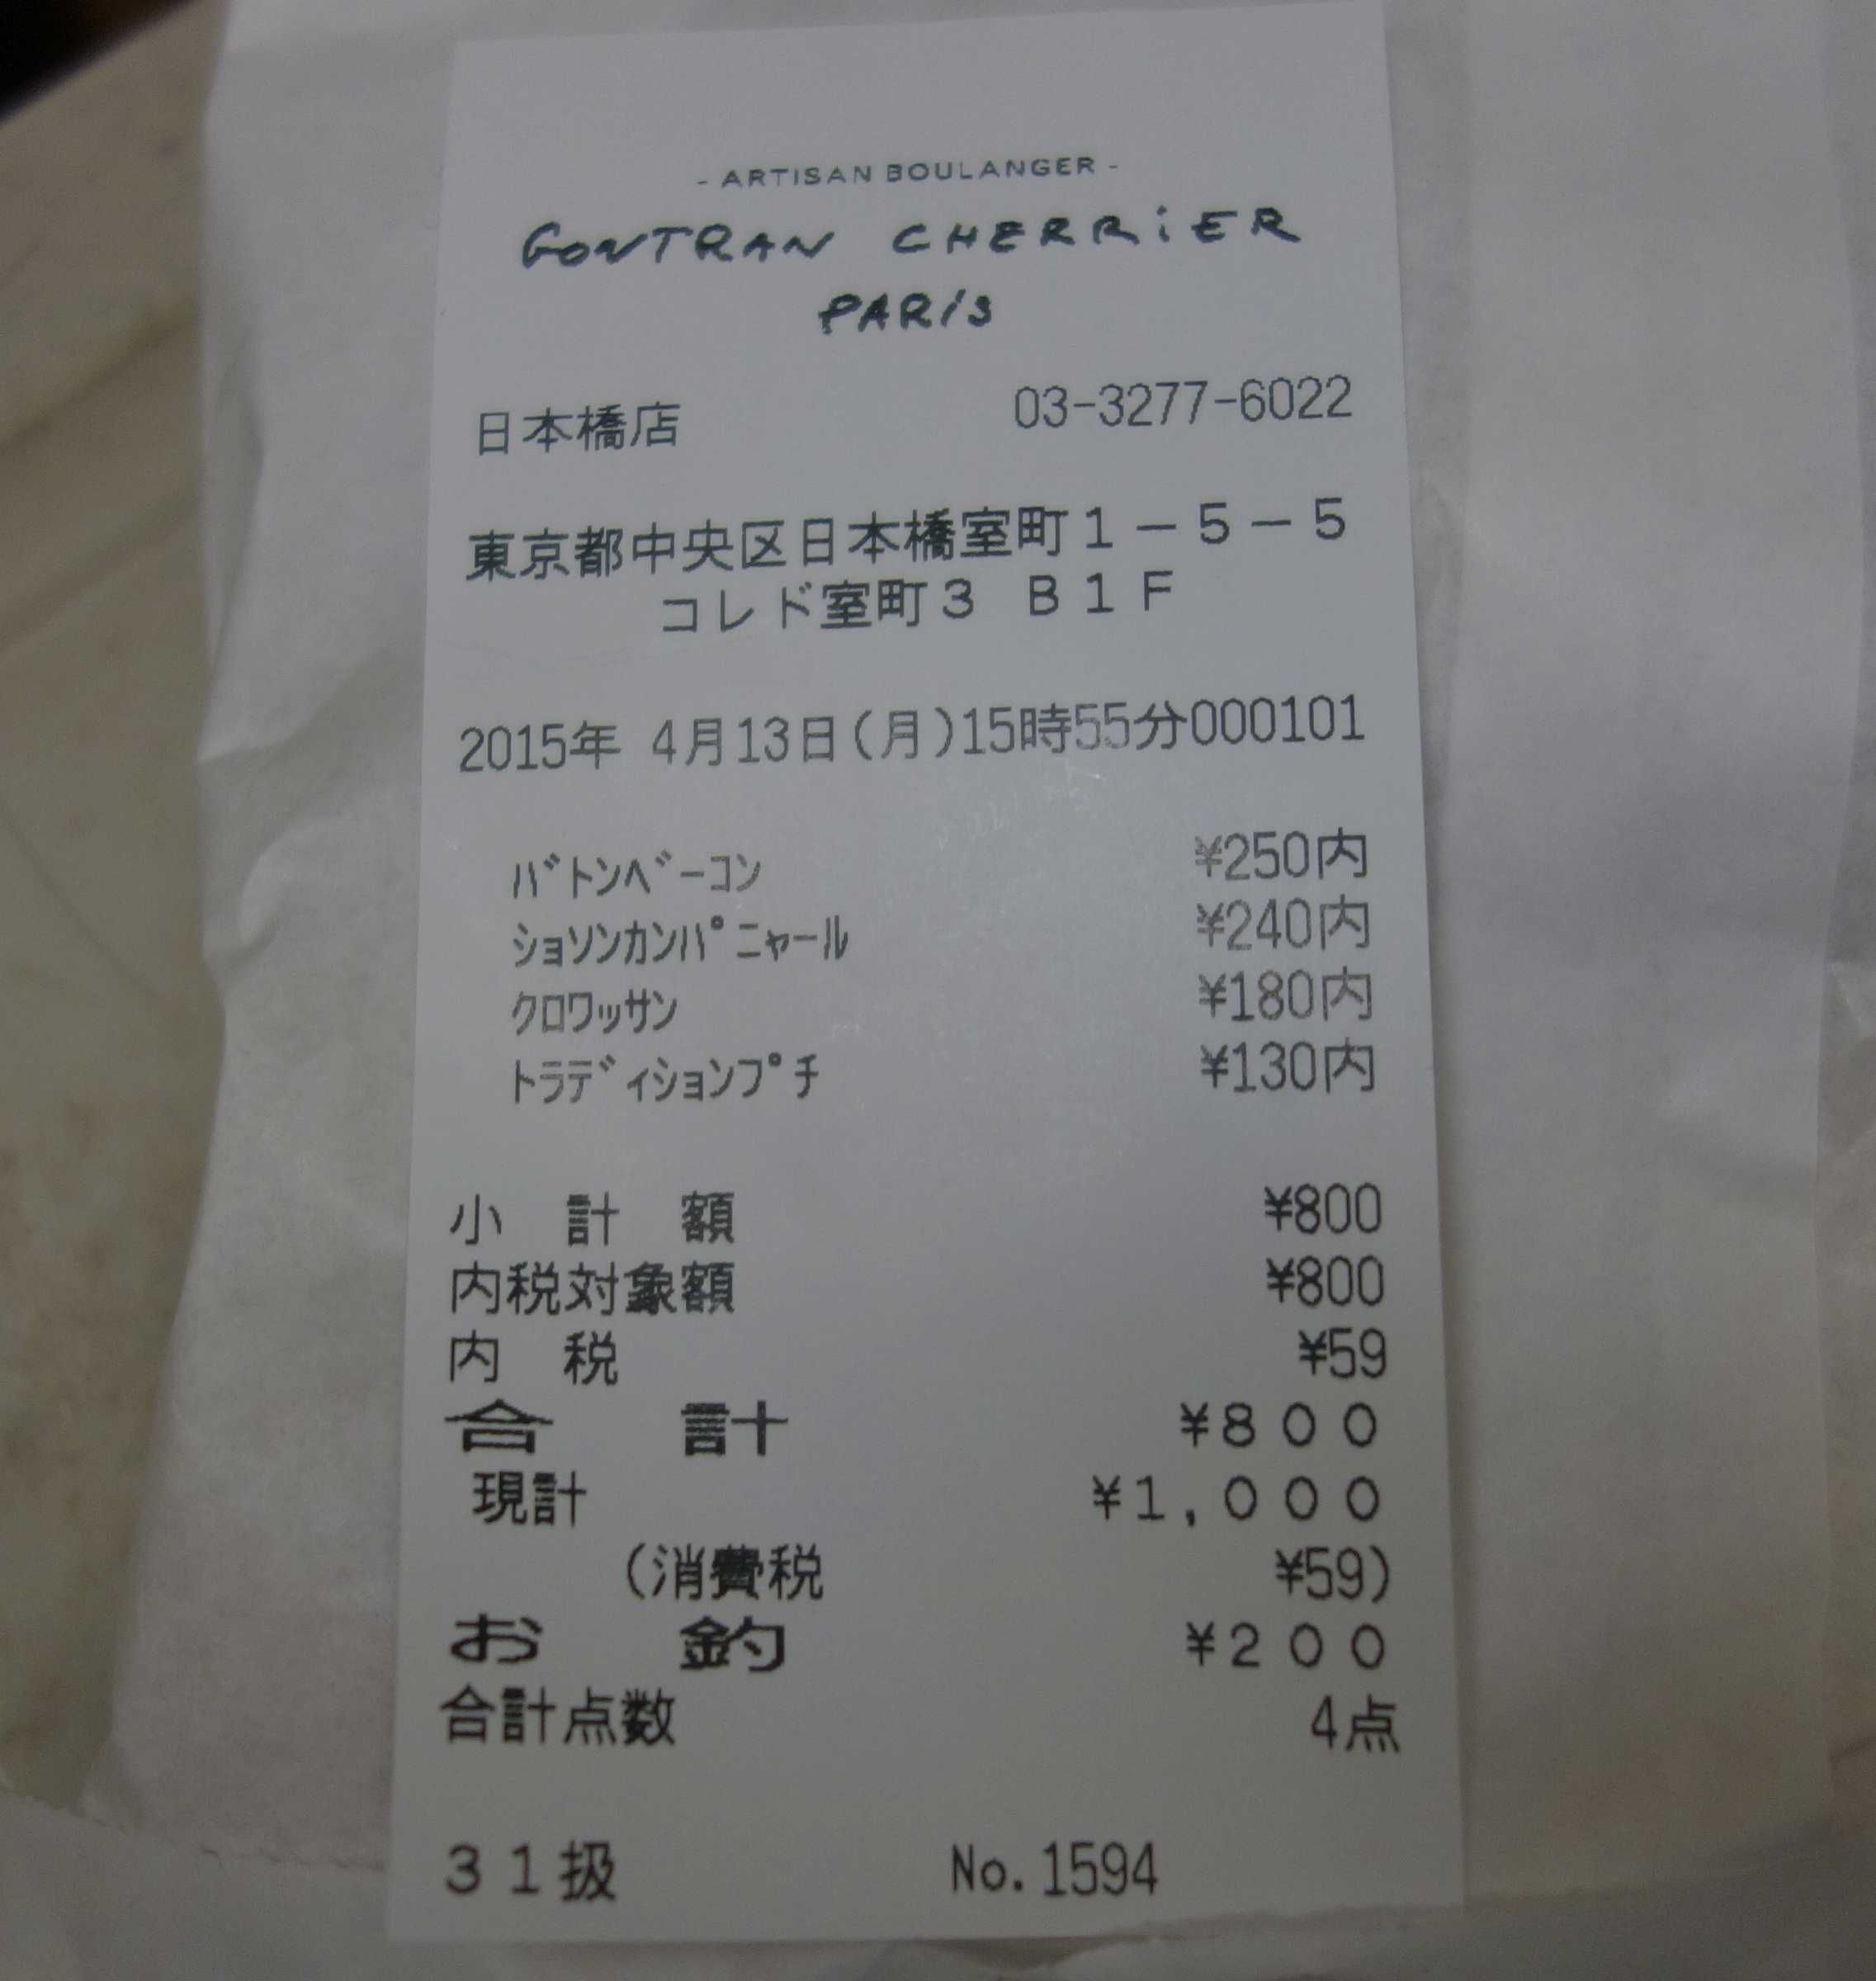 - ARTISAN BOULANGER -
GONTRAN CHERRiER
PARiS
日本橋店 03-3277-6022
東京都中央区日本橋室町1-5-5
コレド室町3 B1F
2015年 4月13日(月)15時55分000101
ﾊﾞﾄﾝﾍﾞｰｺﾝ ¥250内
ｼｮｿﾝｶﾝﾊﾟﾆｬｰﾙ ¥240内
ｸﾛﾜｯｻﾝ ¥180内
ﾄﾗﾃﾞｨｼｮﾝﾌﾟﾁ ¥130内
小 計 額 ¥800
内税対象額 ¥800
内 税 ¥59
合 計 ¥800
現計 ¥1,000
(消費税 ¥59)
お 釣 ¥200
合計点数 4点
31扱 No.1594